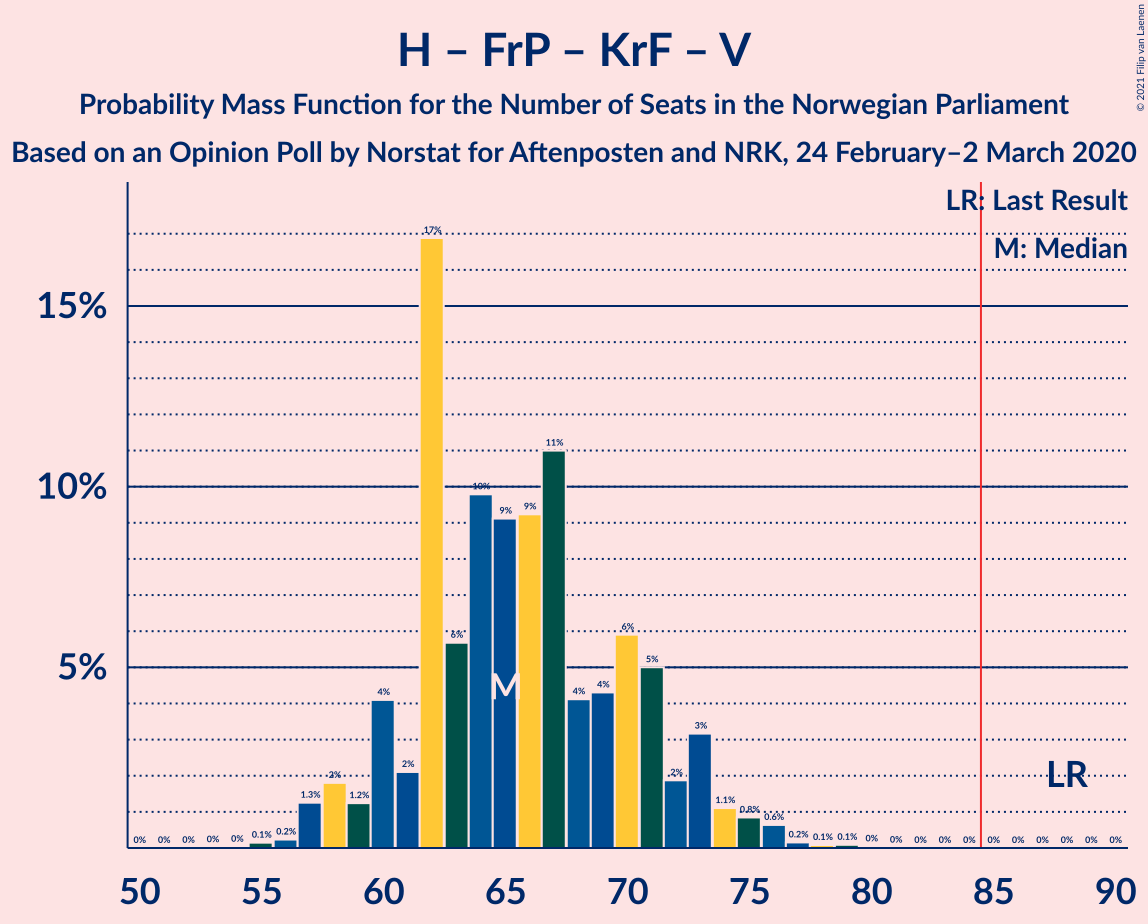 H – FrP – KrF – V
Probability Mass Function for the Number of Seats in the Norwegian Parliament
Based on an Opinion Poll by Norstat for Aftenposten and NRK, 24 February–2 March 2020
© 2021 Filip van Laenen
LR: Last Result
M: Median
15%
10%
5%
0% 0% 0% 0% 0% 0.1% 0.2% 1.3% 2% 1.2% 4% 2% 17% 6% 10% 9% 9% 11% 4% 4% 6% 5% 2% 3% 1.1% 0.8% 0.6% 0.2% 0.1% 0.1% 0% 0% 0% 0% 0% 0% 0% 0% 0% 0% 0%
M
LR
50 55 60 65 70 75 80 85 90